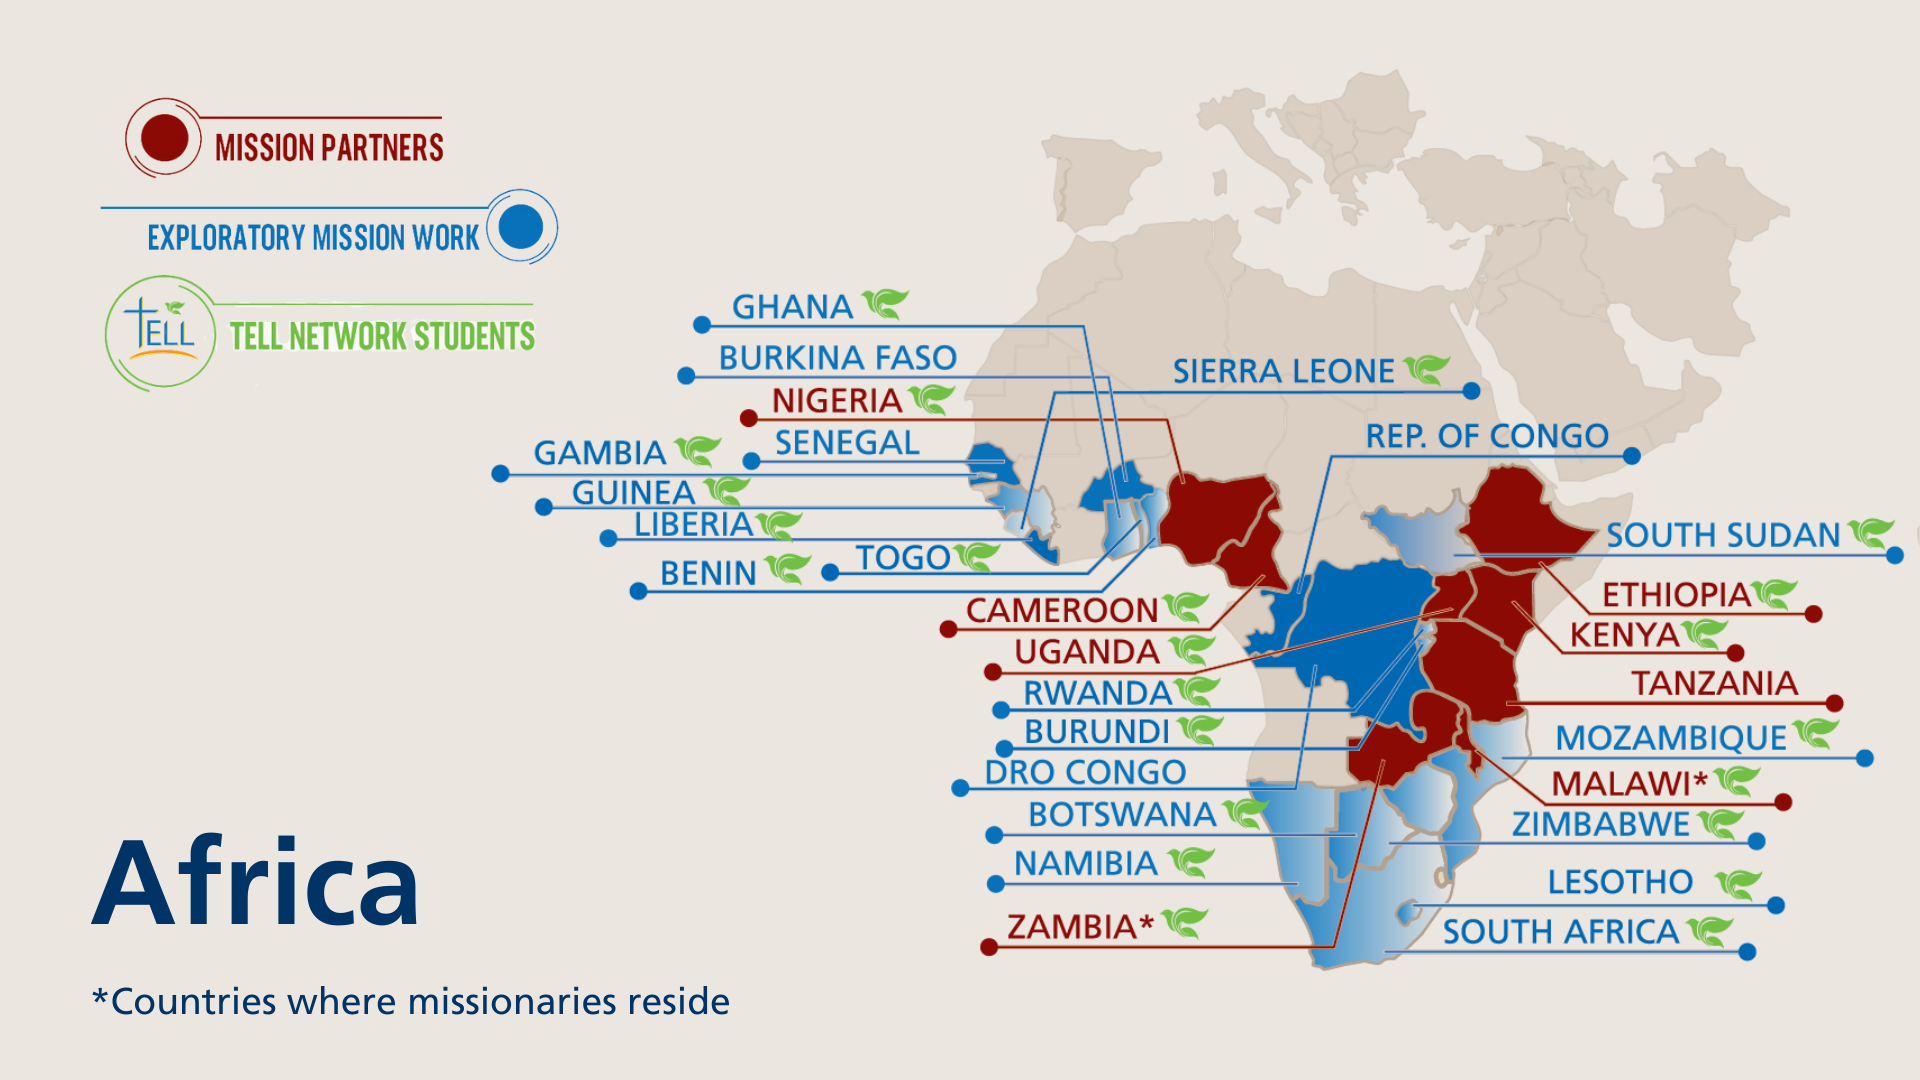 MISSION PARTNERS
EXPLORATORY MISSION WORK
TELL
TELL NETWORK STUDENTS
GHANA
BURKINA FASO
SIERRA LEONE
NIGERIA
SENEGAL
REP. OF CONGO
GAMBIA
GUINEA
LIBERIA
TOGO
BENIN
SOUTH SUDAN
CAMEROON
ETHIOPIA
UGANDA
KENYA
RWANDA
TANZANIA
BURUNDI
MOZAMBIQUE
DRO CONGO
MALAWI*
BOTSWANA
ZIMBABWE
NAMIBIA
LESOTHO
ZAMBIA*
SOUTH AFRICA
Africa
*Countries where missionaries reside